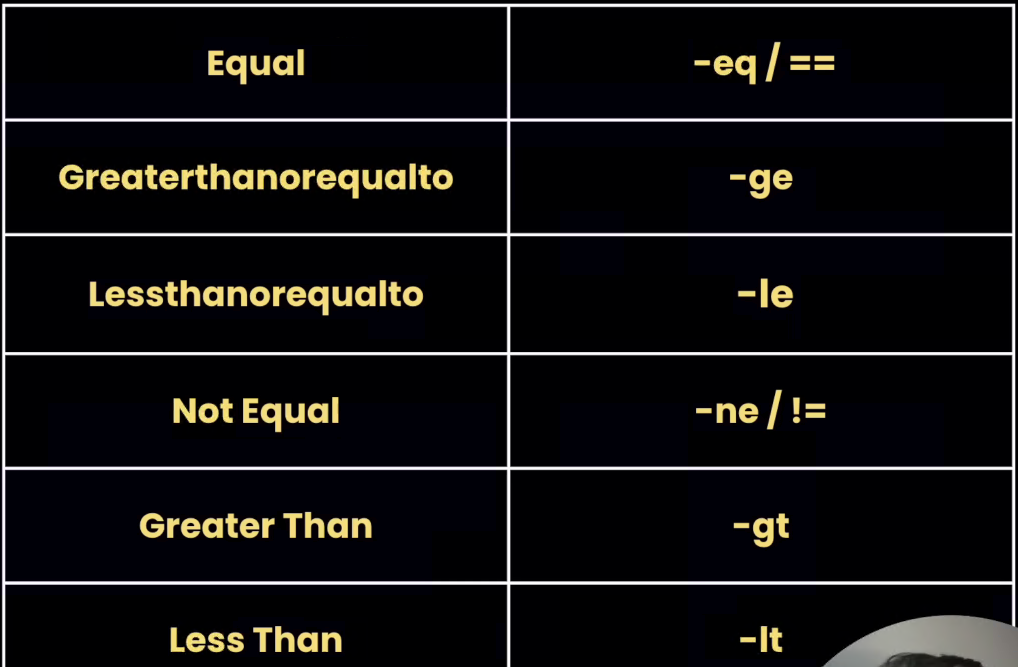 Equal -eq / ==
Greaterthanorequalto -ge
Lessthanorequalto -le
Not Equal -ne / !=
Greater Than -gt
Less Than -lt